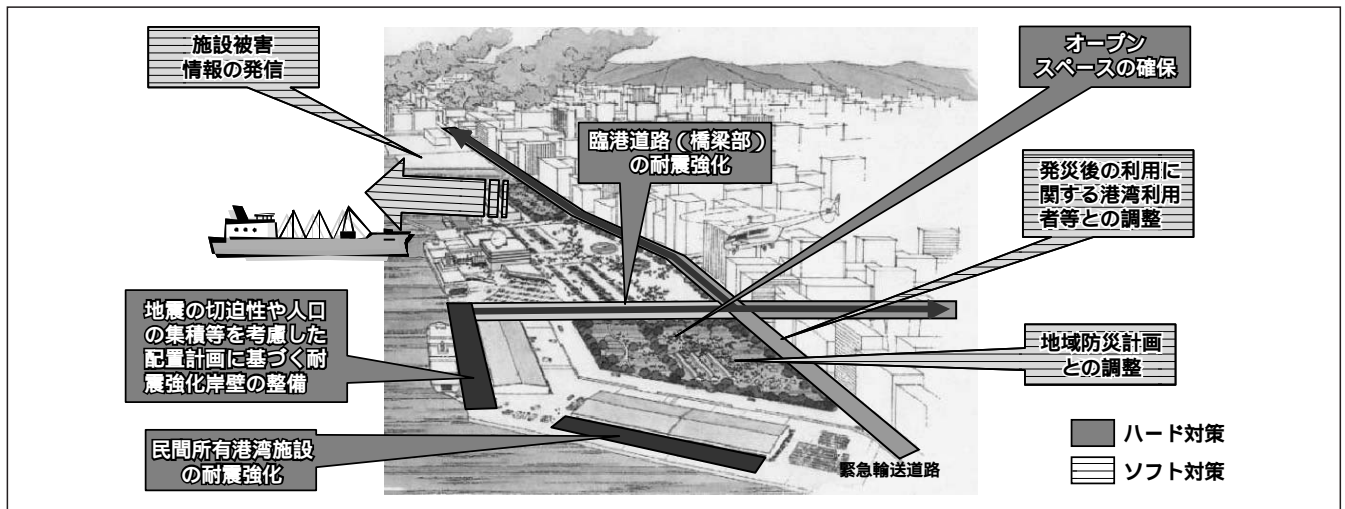 施設被害
情報の発信
オープン
スペースの確保
臨港道路（橋梁部）
の耐震強化
発災後の利用に
関する港湾利用
者等との調整
地震の切迫性や人口
の集積等を考慮した
配置計画に基づく耐
震強化岸壁の整備
地域防災計画
との調整
民間所有港湾施設
の耐震強化
緊急輸送道路
ハード対策
ソフト対策